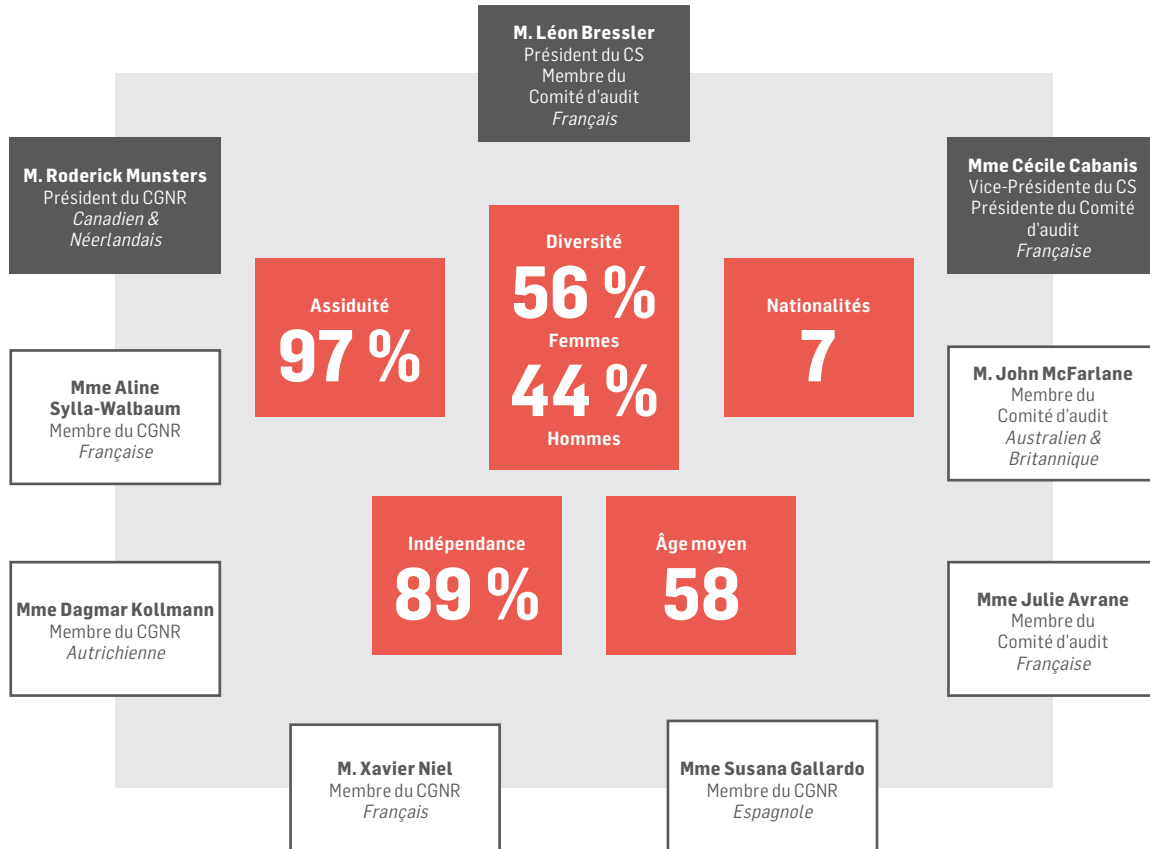 M. Léon Bressler
Président du CS
Membre du
Comité d'audit
Français
M. Roderick Munsters
Président du CGNR
Canadien &
Néerlandais
Mme Cécile Cabanis
Vice-Présidente du CS
Présidente du Comité
d'audit
Française
Diversité
56 %
Femmes
44 %
Hommes
Assiduité
97 %
Nationalités
7
Mme Aline
Sylla-Walbaum
Membre du CGNR
Française
M. John McFarlane
Membre du
Comité d'audit
Australien &
Britannique
Indépendance
89 %
Âge moyen
58
Mme Dagmar Kollmann
Membre du CGNR
Autrichienne
Mme Julie Avrane
Membre du
Comité d'audit
Française
M. Xavier Niel
Membre du CGNR
Français
Mme Susana Gallardo
Membre du CGNR
Espagnole